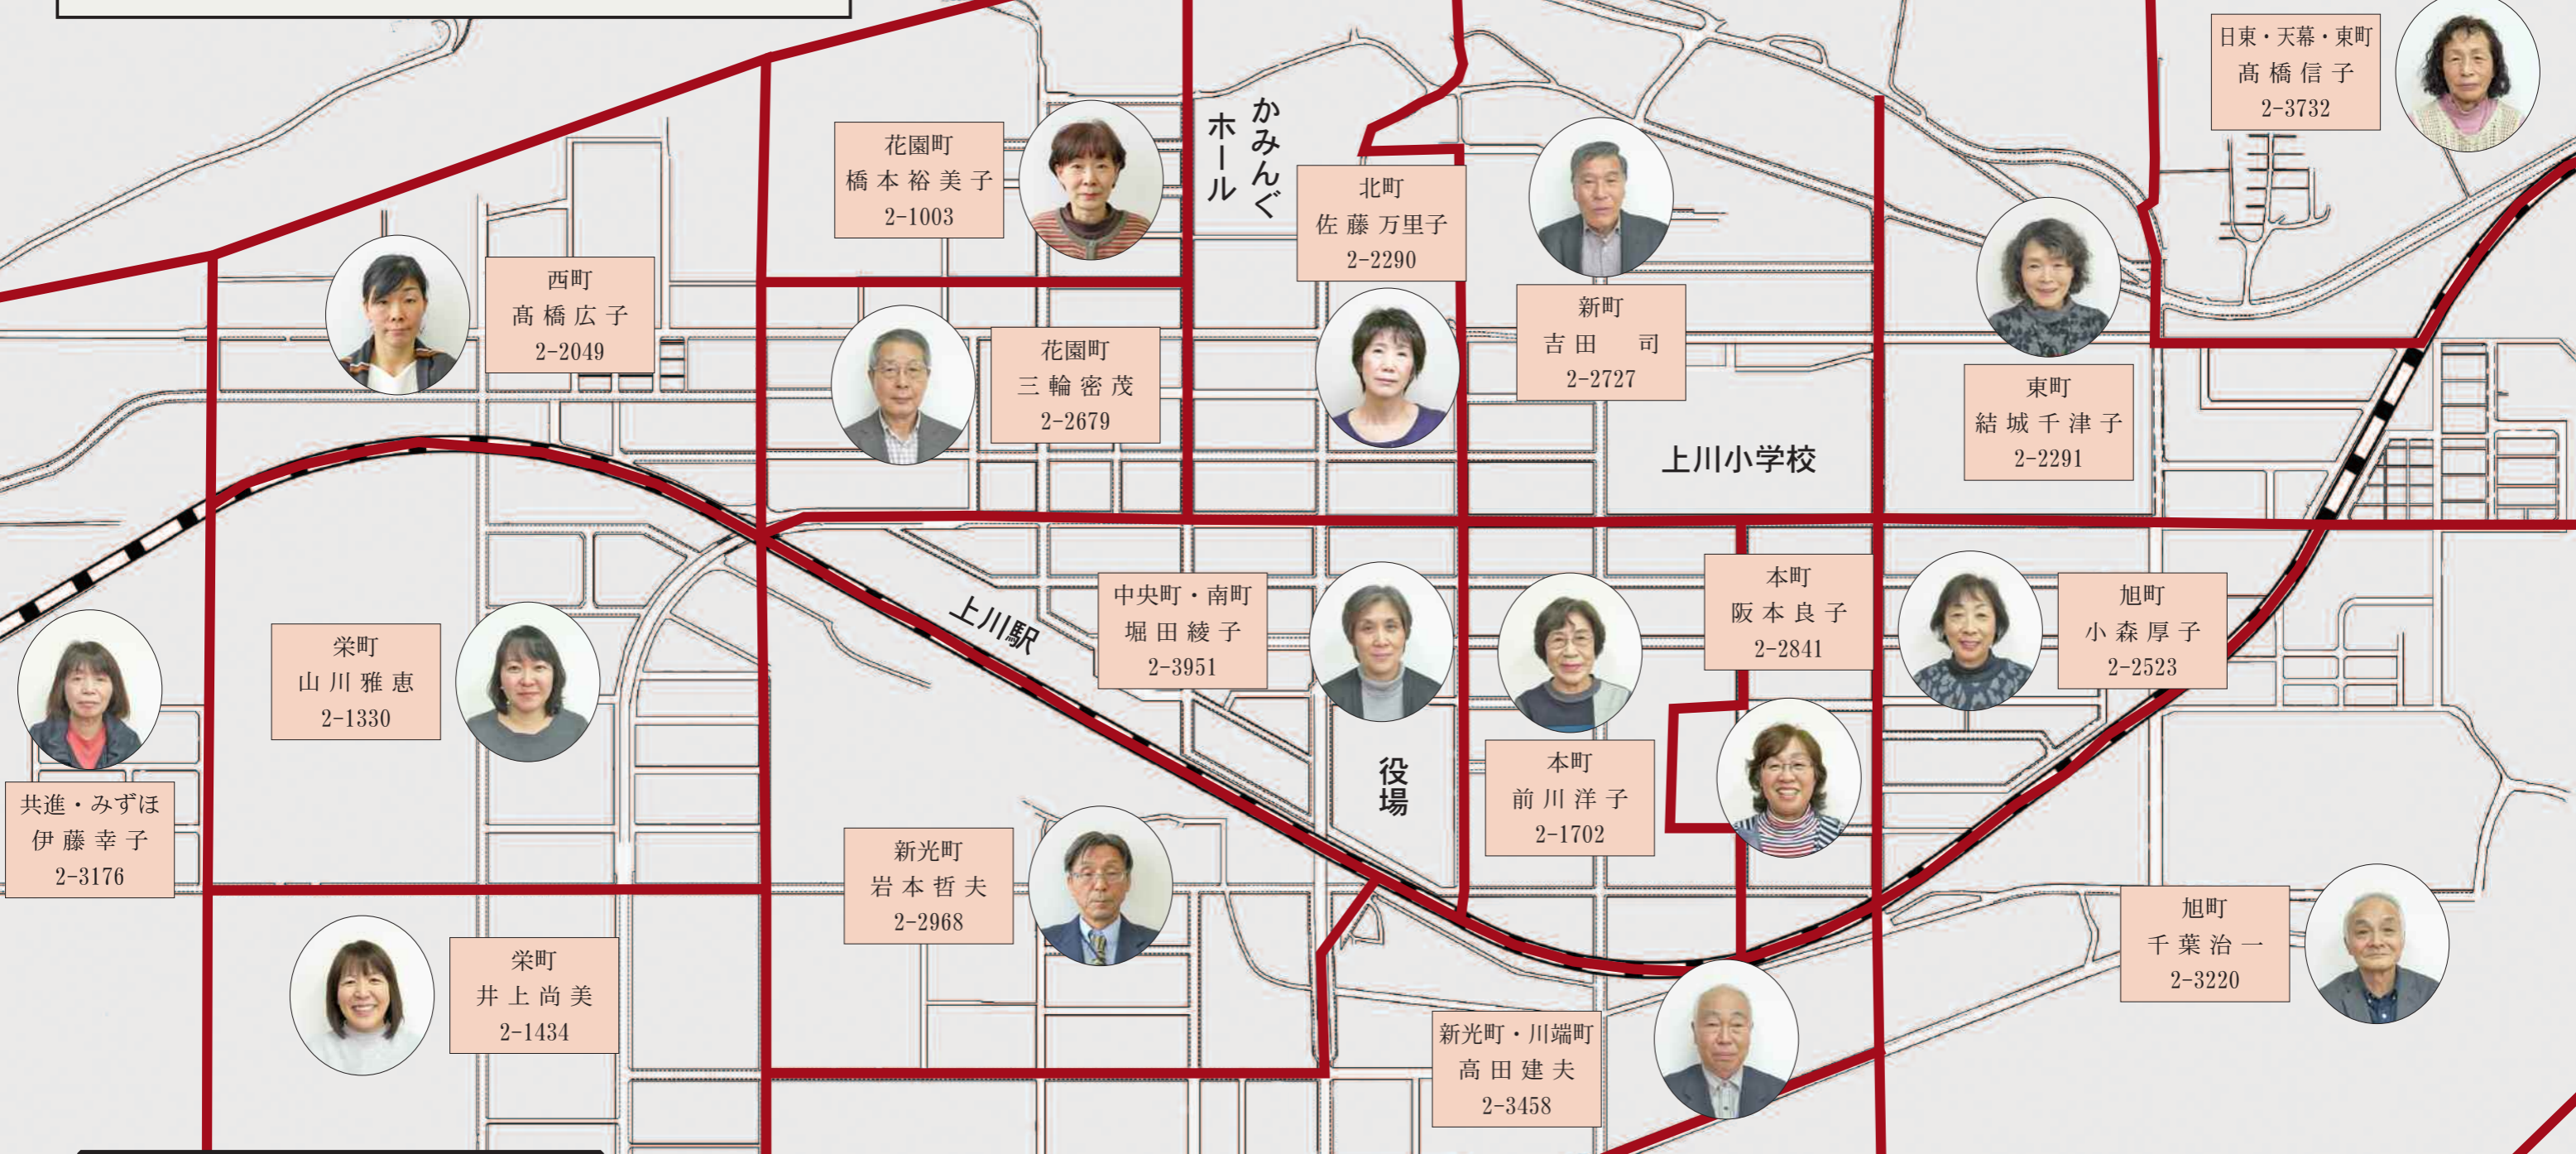 日東・天幕・東町
髙橋信子
2-3732
花園町
橋本裕美子
2-1003
かみんぐ
ホール
北町
佐藤万里子
2-2290
新町
吉田　司
2-2727
西町
髙橋広子
2-2049
花園町
三輪密茂
2-2679
東町
結城千津子
2-2291
上川小学校
中央町・南町
堀田綾子
2-3951
本町
阪本良子
2-2841
旭町
小森厚子
2-2523
上川駅
栄町
山川雅恵
2-1330
役場
本町
前川洋子
2-1702
共進・みずほ
伊藤幸子
2-3176
新光町
岩本哲夫
2-2968
旭町
千葉治一
2-3220
栄町
井上尚美
2-1434
新光町・川端町
高田建夫
2-3458